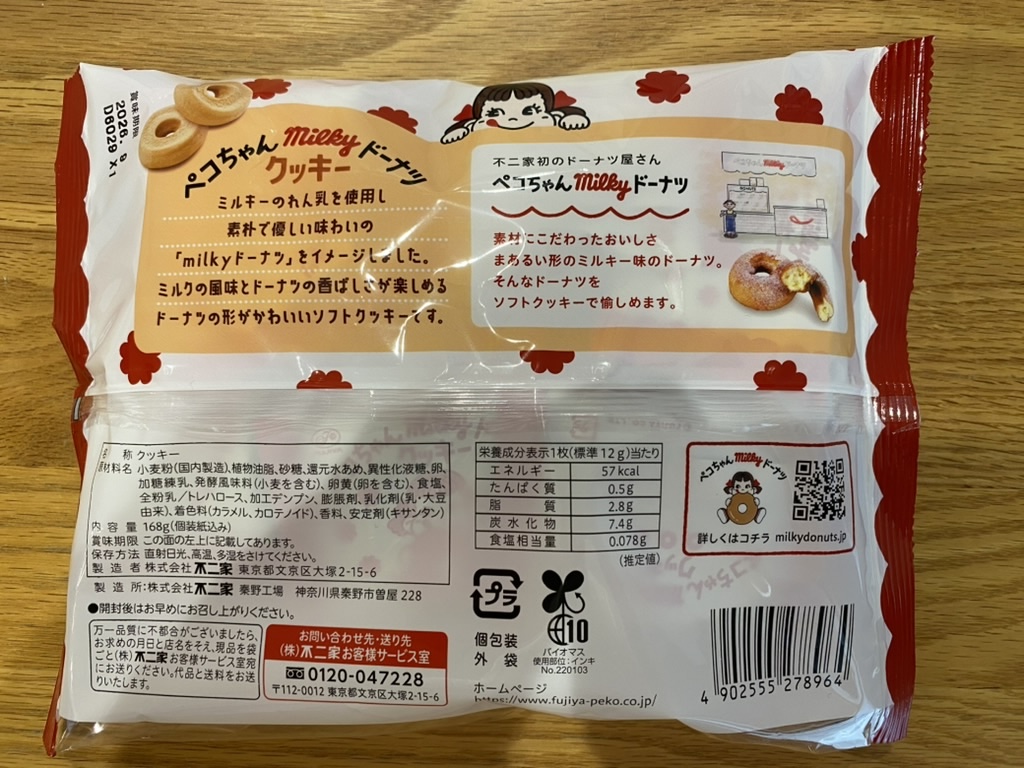 賞味期限
2026.9
D6029 X1
ペコちゃんmilkyドーナツ
クッキー
ミルキーのれん乳を使用し
素朴で優しい味わいの
「milkyドーナツ」をイメージしました。
ミルクの風味とドーナツの香ばしさが楽しめる
ドーナツの形がかわいいソフトクッキーです。
不二家初のドーナツ屋さん
ペコちゃんmilkyドーナツ
素材にこだわったおいしさ
まあるい形のミルキー味のドーナツ。
そんなドーナツを
ソフトクッキーで愉しめます。
名 称 クッキー
原材料名 小麦粉(国内製造)、植物油脂、砂糖、還元水あめ、異性化液糖、卵、
加糖練乳、発酵風味料(小麦を含む)、卵黄(卵を含む)、食塩、
全粉乳/トレハロース、加工デンプン、膨脹剤、乳化剤(乳・大豆
由来)、着色料(カラメル、カロテノイド)、香料、安定剤(キサンタン)
内 容 量 168g(個装紙込み)
賞味期限 この面の左上に記載してあります。
保存方法 直射日光、高温、多湿をさけてください。
製 造 者 株式会社 不二家 東京都文京区大塚2-15-6
製 造 所:株式会社 不二家 秦野工場 神奈川県秦野市曽屋 228
●開封後はお早めにお召し上がりください。
万一品質に不都合がございましたら、
お求めの月日と店名をそえ、現品を袋
ごと(株)不二家お客様サービス室宛
にお送りください。代品と送料をお送
りいたします。
お問い合わせ先・送り先
(株)不二家お客様サービス室
0120-047228
〒112-0012 東京都文京区大塚2-15-6
栄養成分表示1枚(標準12g)当たり
エネルギー 57kcal
たんぱく質 0.5g
脂 質 2.8g
炭水化物 7.4g
食塩相当量 0.078g
(推定値)
プラ
個包装
外 袋
10
バイオマス
使用部位:インキ
No.220103
ホームページ
https://www.fujiya-peko.co.jp/
ペコちゃんmilkyドーナツ
詳しくはコチラ milkydonuts.jp
4 902555 278964